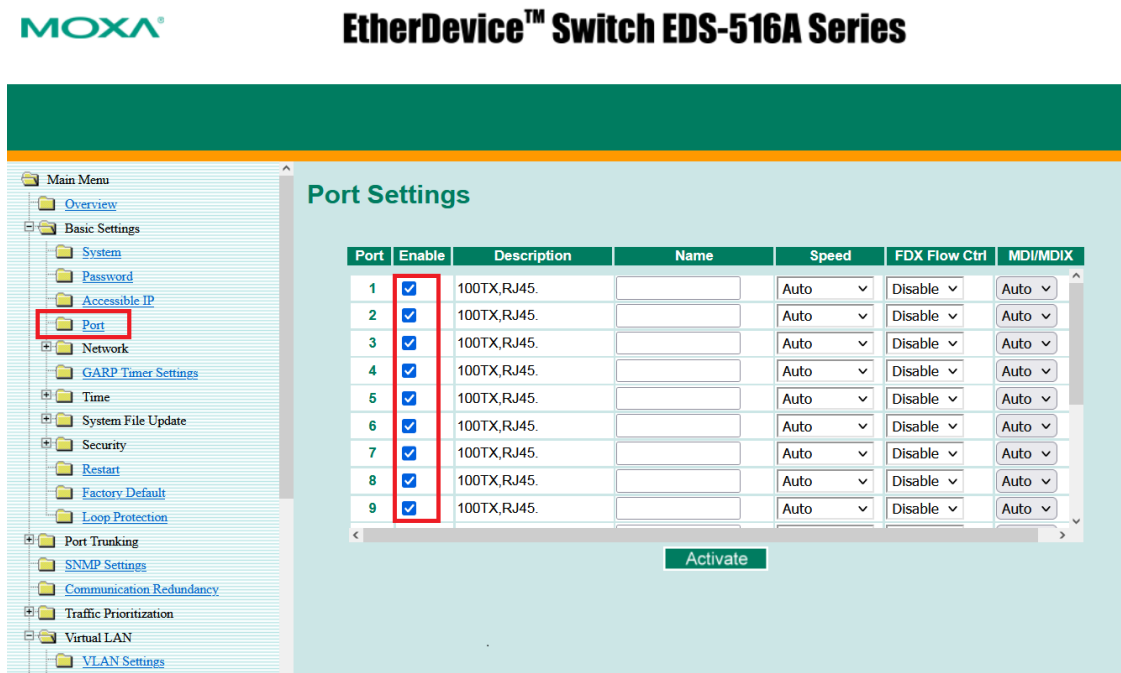 MOXA®
EtherDevice™ Switch EDS-516A Series
Main Menu
Overview
Basic Settings
System
Password
Accessible IP
Port
Network
GARP Timer Settings
Time
System File Update
Security
Restart
Factory Default
Loop Protection
Port Trunking
SNMP Settings
Communication Redundancy
Traffic Prioritization
Virtual LAN
VLAN Settings
Port Settings
Port Enable Description Name Speed FDX Flow Ctrl MDI/MDIX
1 100TX,RJ45. Auto Disable Auto
2 100TX,RJ45. Auto Disable Auto
3 100TX,RJ45. Auto Disable Auto
4 100TX,RJ45. Auto Disable Auto
5 100TX,RJ45. Auto Disable Auto
6 100TX,RJ45. Auto Disable Auto
7 100TX,RJ45. Auto Disable Auto
8 100TX,RJ45. Auto Disable Auto
9 100TX,RJ45. Auto Disable Auto
Activate